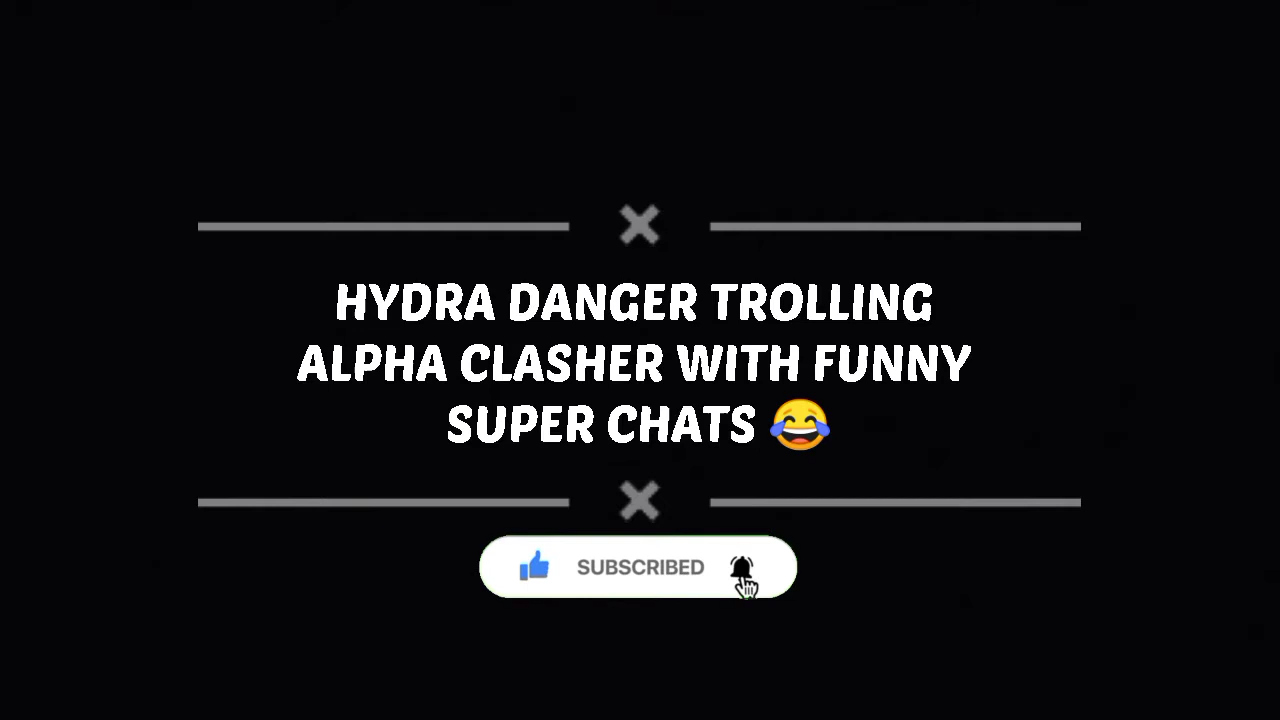 HYDRA DANGER TROLLING
ALPHA CLASHER WITH FUNNY
SUPER CHATS 😂
SUBSCRIBED